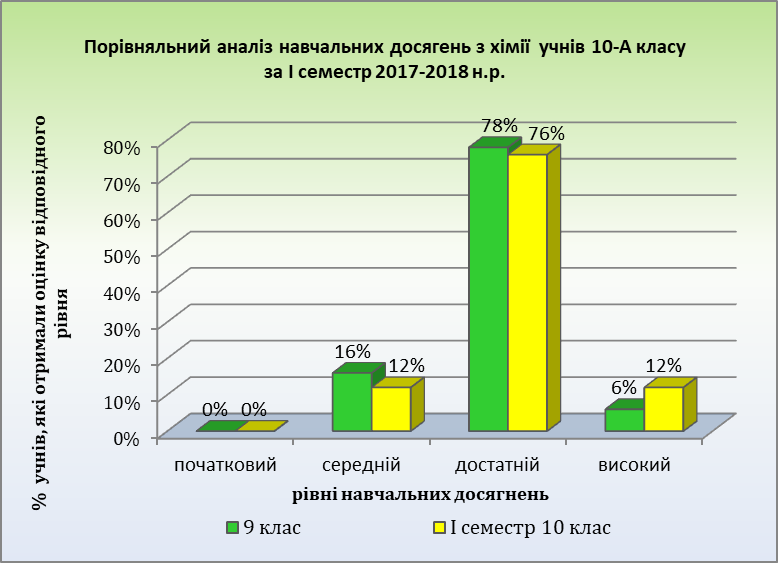 Порівняльний аналіз навчальних досягень з хімії учнів 10-А класу
за І семестр 2017-2018 н.р.
% учнів, які отримали оцінку відповідного
рівня
80%
70%
60%
50%
40%
30%
20%
10%
0%
0% 0%
16% 12%
78% 76%
6% 12%
початковий середній достатній високий
рівні навчальних досягнень
9 клас І семестр 10 клас